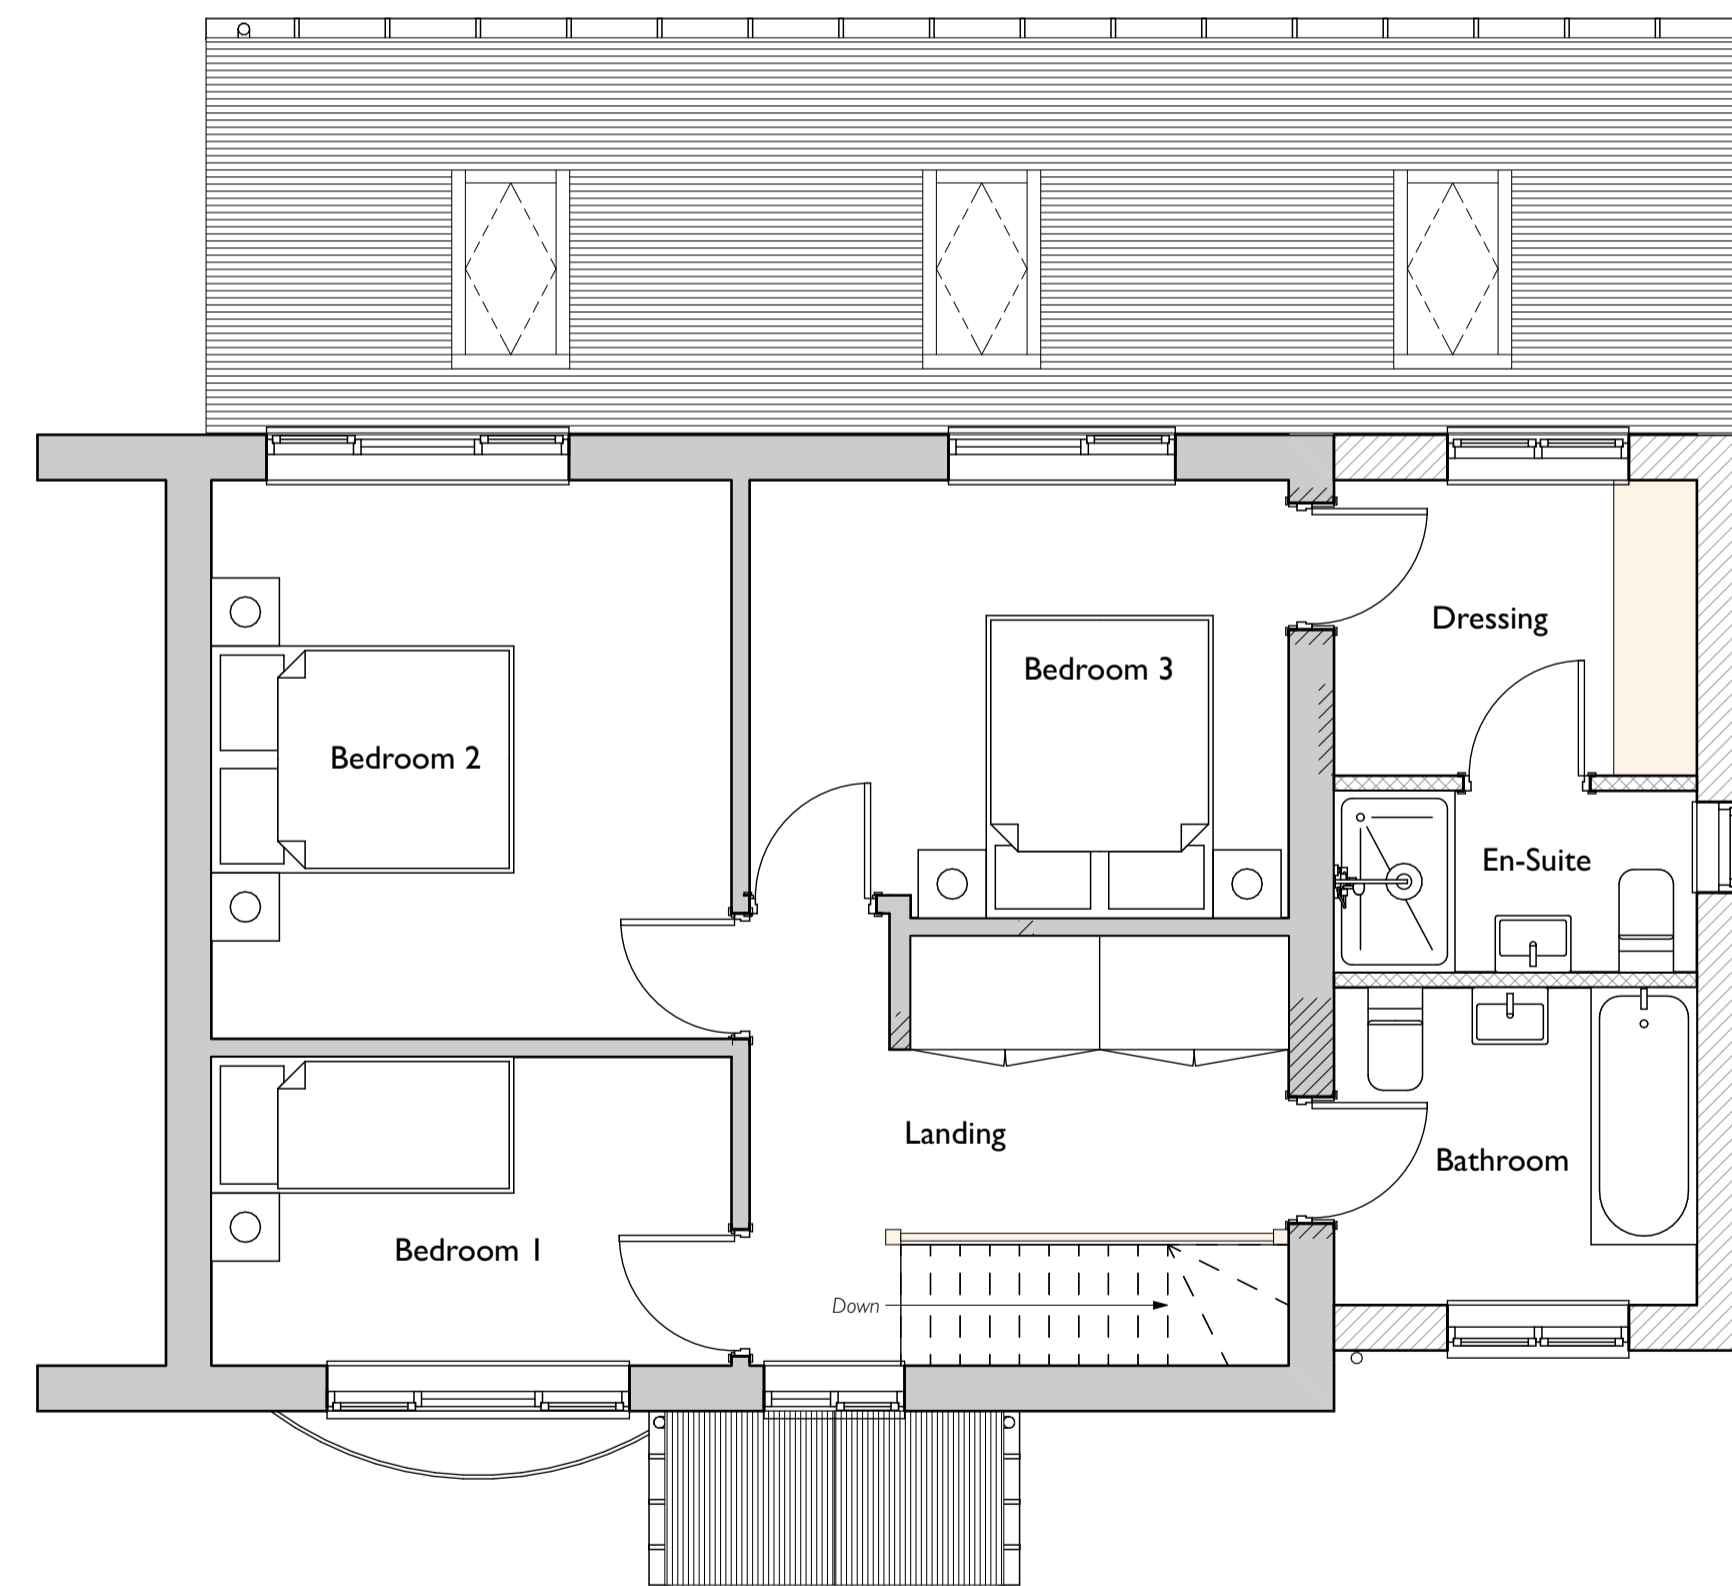 Dressing
Bedroom 3
Bedroom 2
En-Suite
Landing
Bathroom
Bedroom 1
Down